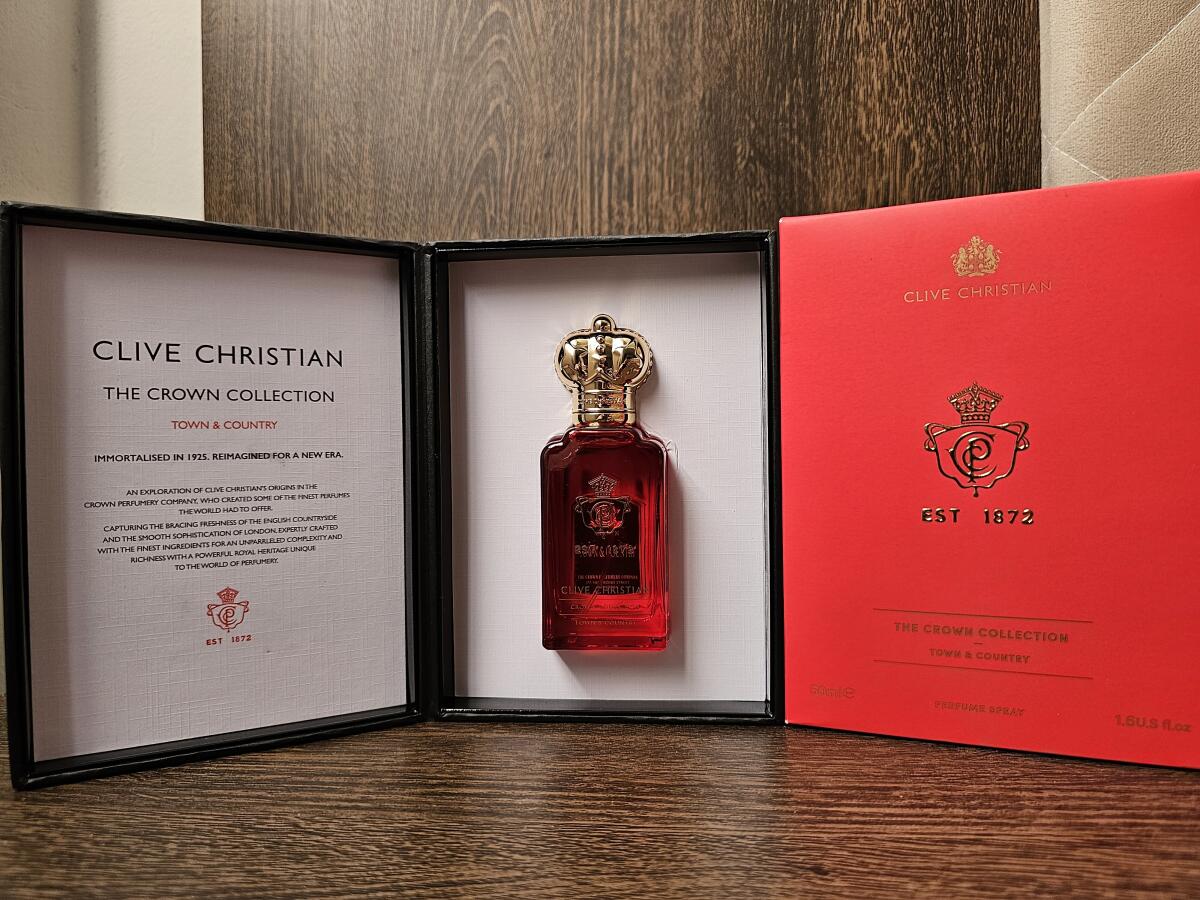 CLIVE CHRISTIAN
THE CROWN COLLECTION
TOWN & COUNTRY
IMMORTALISED IN 1925. REIMAGINED FOR A NEW ERA.
AN EXPLORATION OF CLIVE CHRISTIAN'S ORIGINS IN THE
CROWN PERFUMERY COMPANY, WHO CREATED SOME OF THE FINEST PERFUMES
THE WORLD HAD TO OFFER.
CAPTURING THE BRACING FRESHNESS OF THE ENGLISH COUNTRYSIDE
AND THE SMOOTH SOPHISTICATION OF LONDON. EXPERTLY CRAFTED
WITH THE FINEST INGREDIENTS FOR AN UNPARRLELED COMPLEXITY AND
RICHNESS WITH A POWERFUL ROYAL HERITAGE UNIQUE
TO THE WORLD OF PERFUMERY.
EST 1872
CLIVE CHRISTIAN
TOWN & COUNTRY
CLIVE CHRISTIAN
EST 1872
THE CROWN COLLECTION
TOWN & COUNTRY
50ml e
PERFUME SPRAY
1.6U.S fl.oz